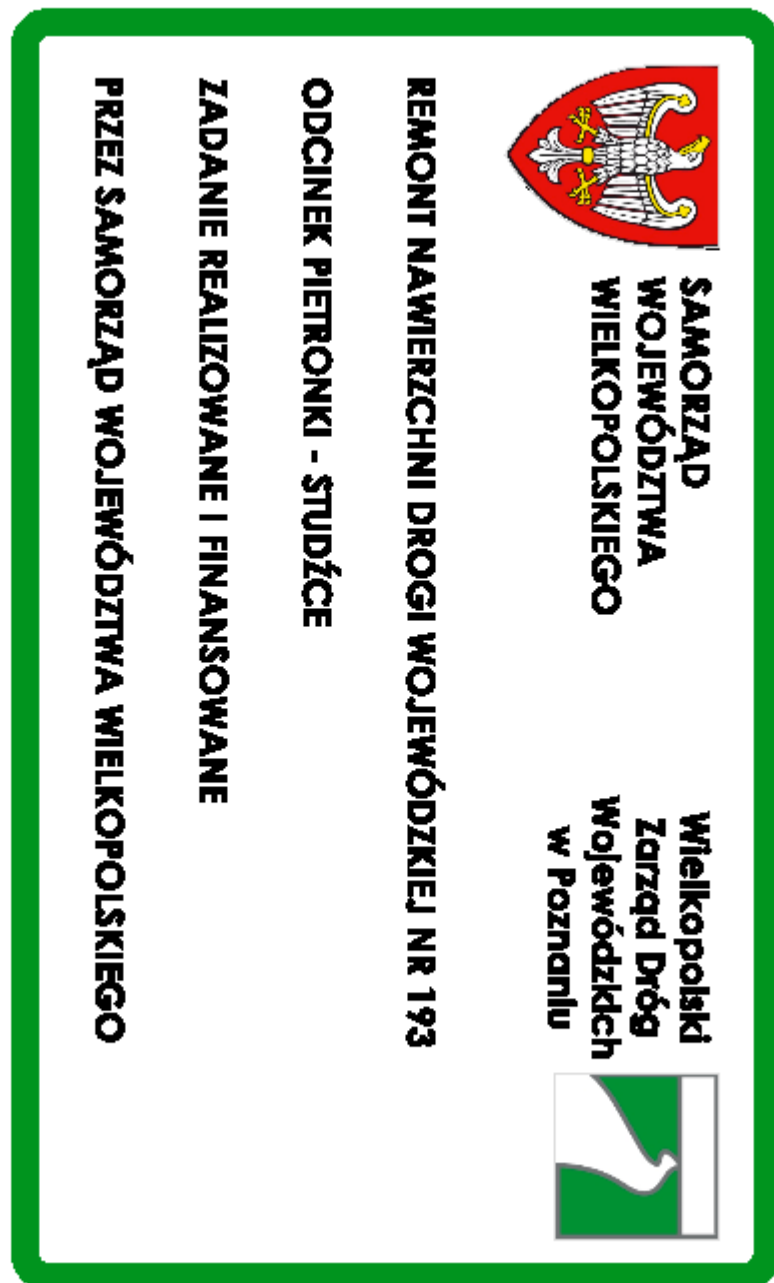 SAMORZĄD
WOJEWÓDZTWA
WIELKOPOLSKIEGO
Wielkopolski
Zarząd Dróg
Wojewódzkich
w Poznaniu
REMONT NAWIERZCHNI DROGI WOJEWÓDZKIEJ NR 193
ODCINEK PIETRONKI - STUDŹCE
ZADANIE REALIZOWANE I FINANSOWANE
PRZEZ SAMORZĄD WOJEWÓDZTWA WIELKOPOLSKIEGO